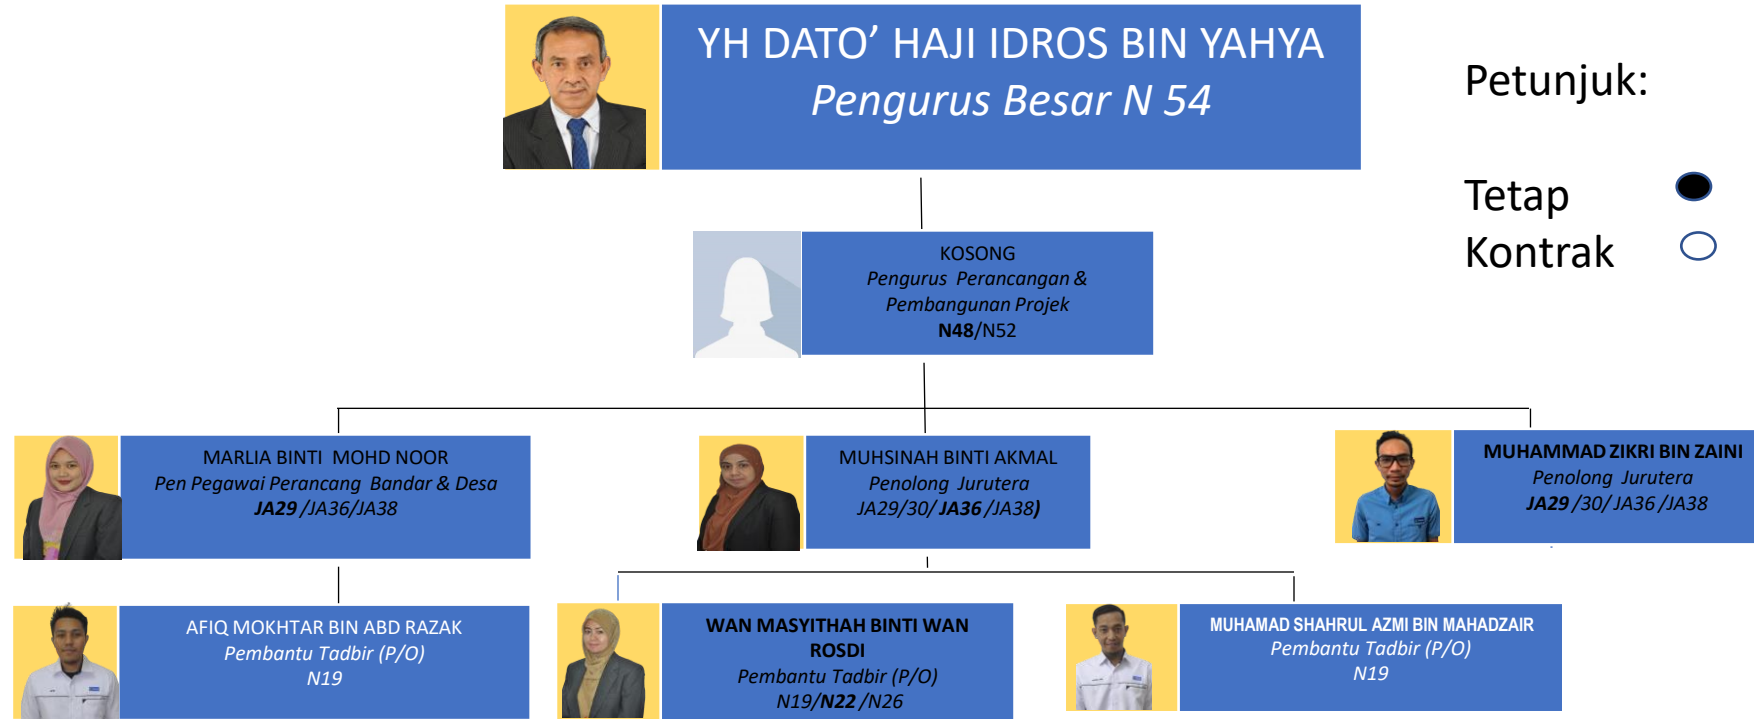 YH DATO’ HAJI IDROS BIN YAHYA
Pengurus Besar N 54
Petunjuk:
Tetap
Kontrak
KOSONG
Pengurus Perancangan &
Pembangunan Projek
N48/N52
MARLIA BINTI MOHD NOOR
Pen Pegawai Perancang Bandar & Desa
JA29 /JA36/JA38
MUHSINAH BINTI AKMAL
Penolong Jurutera
JA29/30/ JA36 /JA38)
MUHAMMAD ZIKRI BIN ZAINI
Penolong Jurutera
JA29 /30/ JA36 /JA38
AFIQ MOKHTAR BIN ABD RAZAK
Pembantu Tadbir (P/O)
N19
WAN MASYITHAH BINTI WAN
ROSDI
Pembantu Tadbir (P/O)
N19/N22 /N26
MUHAMAD SHAHRUL AZMI BIN MAHADZAIR
Pembantu Tadbir (P/O)
N19